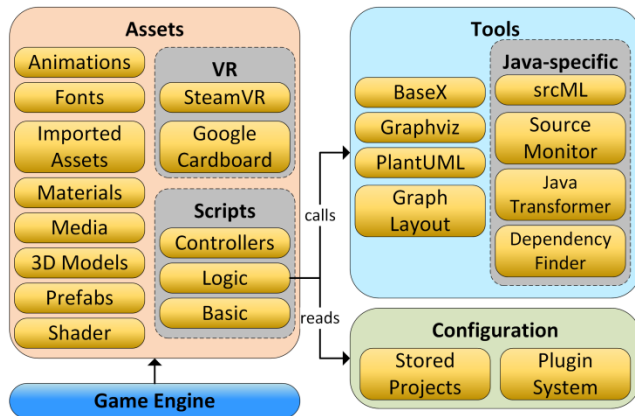 Assets
Animations
Fonts
Imported
Assets
Materials
Media
3D Models
Prefabs
Shader
VR
SteamVR
Google
Cardboard
Scripts
Controllers
Logic
Basic
Game Engine
calls
reads
Tools
BaseX
Graphviz
PlantUML
Graph
Layout
Java-specific
srcML
Source
Monitor
Java
Transformer
Dependency
Finder
Configuration
Stored
Projects
Plugin
System